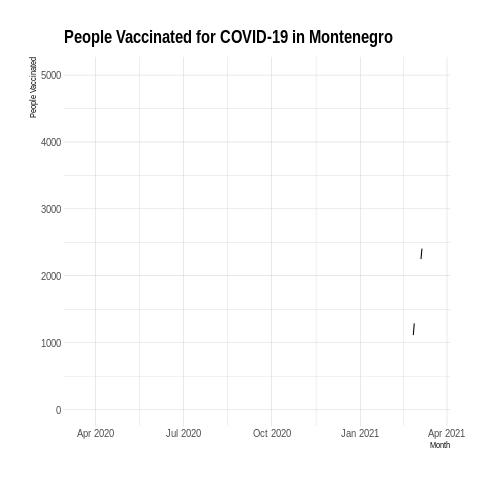 People Vaccinated for COVID-19 in Montenegro
People Vaccinated
5000
4000
3000
2000
1000
0
Apr 2020 Jul 2020 Oct 2020 Jan 2021 Apr 2021
Month